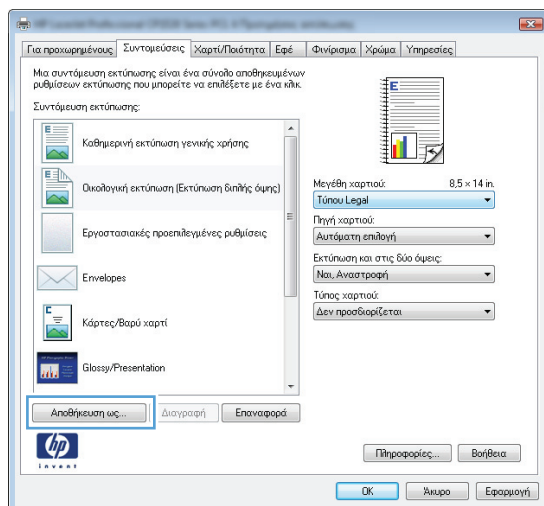 Για προχωρημένους Συντομεύσεις Χαρτί/Ποιότητα Εφέ Φινίρισμα Χρώμα Υπηρεσίες
Μια συντόμευση εκτύπωσης είναι ένα σύνολο αποθηκευμένων
ρυθμίσεων εκτύπωσης που μπορείτε να επιλέξετε με ένα κλικ.
Συντόμευση εκτύπωσης:
Καθημερινή εκτύπωση γενικής χρήσης
Οικολογική εκτύπωση (Εκτύπωση διπλής όψης)
Εργοστασιακές προεπιλεγμένες ρυθμίσεις
Envelopes
Κάρτες/Βαρύ χαρτί
Glossy/Presentation
Αποθήκευση ως... Διαγραφή Επαναφορά
E
Μεγέθη χαρτιού: 8,5 × 14 in.
Τύπου Legal
Πηγή χαρτιού:
Αυτόματη επιλογή
Εκτύπωση και στις δύο όψεις:
Ναι, Αναστροφή
Τύπος χαρτιού:
Δεν προσδιορίζεται
hp
invent
Πληροφορίες... Βοήθεια
OK Άκυρο Εφαρμογή